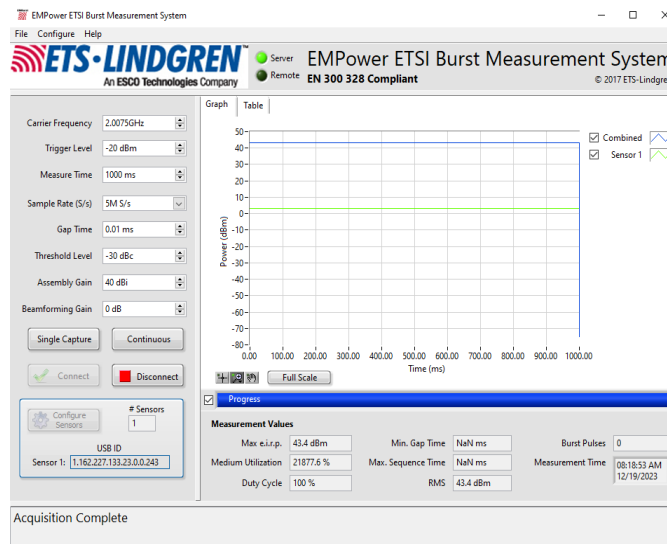 EMPower ETSI Burst Measurement System
File Configure Help
ETS·LINDGREN™
An ESCO Technologies Company
Server
Remote
EMPower ETSI Burst Measurement System
EN 300 328 Compliant
© 2017 ETS-Lindgre
Carrier Frequency 2.0075GHz
Trigger Level -20 dBm
Measure Time 1000 ms
Sample Rate (S/s) 5M S/s
Gap Time 0.01 ms
Threshold Level -30 dBc
Assembly Gain 40 dBi
Beamforming Gain 0 dB
Single Capture Continuous
Connect Disconnect
Configure Sensors
# Sensors
1
USB ID
Sensor 1: 1.162.227.133.23.0.0.243
Graph Table
Power (dBm)
50
40
30
20
10
0
-10
-20
-30
-40
-50
-60
-70
-80
0.00 100.00 200.00 300.00 400.00 500.00 600.00 700.00 800.00 900.00 1000.00
Time (ms)
Combined
Sensor 1
Full Scale
Progress
Measurement Values
Max e.i.r.p. 43.4 dBm Min. Gap Time NaN ms Burst Pulses 0
Medium Utilization 21877.6 % Max. Sequence Time NaN ms Measurement Time 08:18:53 AM
12/19/2023
Duty Cycle 100 % RMS 43.4 dBm
Acquisition Complete